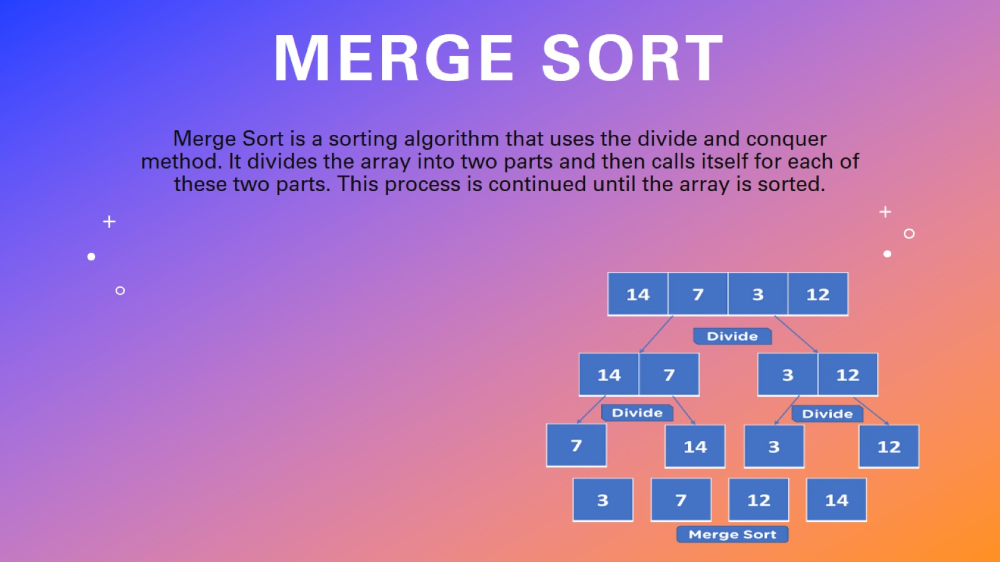 MERGE SORT
Merge Sort is a sorting algorithm that uses the divide and conquer
method. It divides the array into two parts and then calls itself for each of
these two parts. This process is continued until the array is sorted.
14 7 3 12
Divide
14 7 3 12
Divide Divide
7 14 3 12
3 7 12 14
Merge Sort